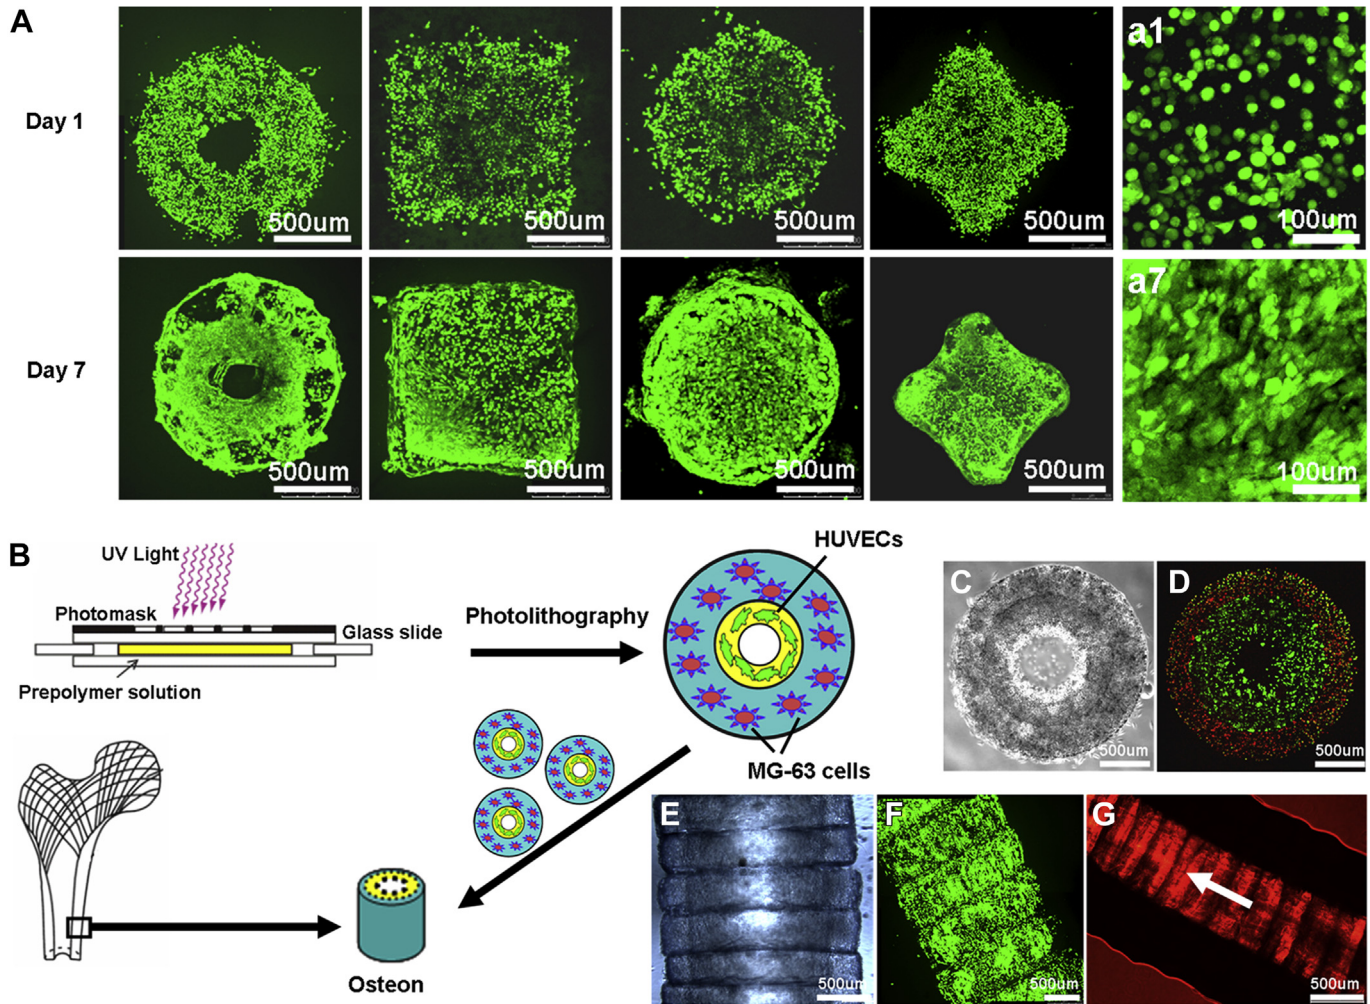 A
Day 1
500um
500um
500um
500um
a1
100um
Day 7
500um
500um
500um
500um
a7
100um
B
UV Light
Photomask
Glass slide
Prepolymer solution
Photolithography
HUVECs
MG-63 cells
Osteon
C
500um
D
500um
E
500um
F
500um
G
500um